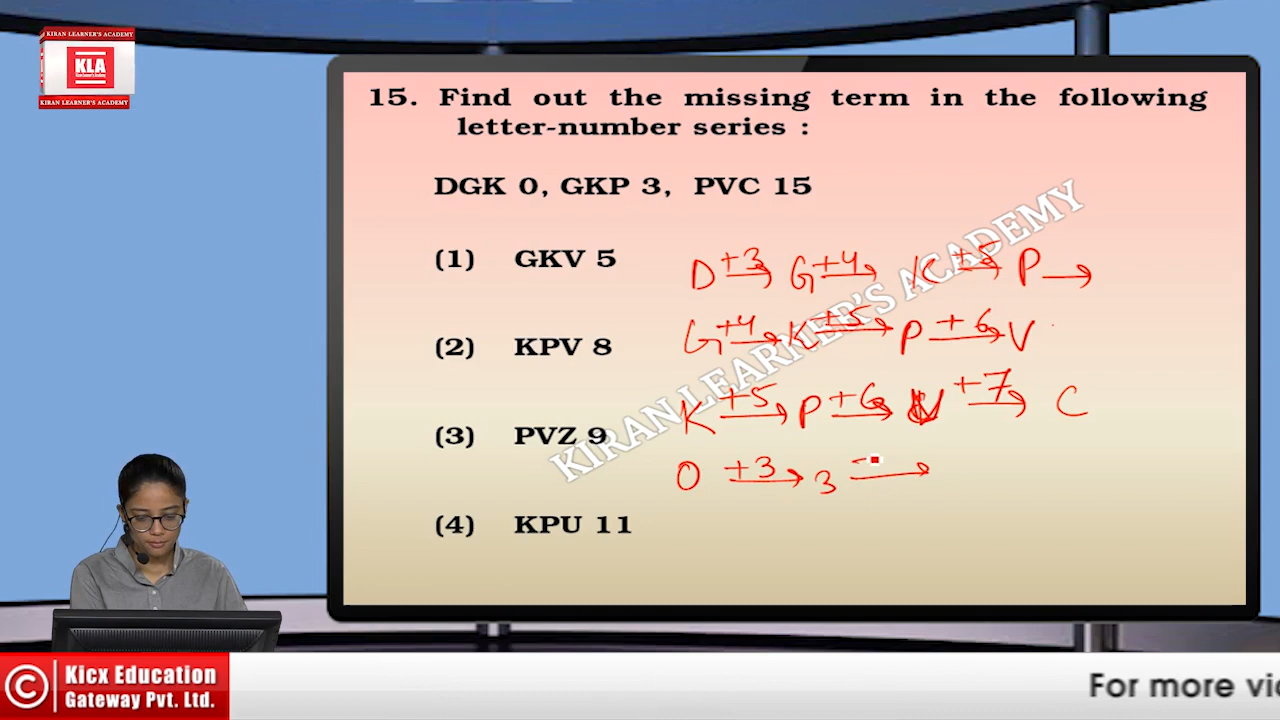 KIRAN LEARNER'S ACADEMY
KLA
Kiran Learner's Academy
KIRAN LEARNER'S ACADEMY
15. Find out the missing term in the following
letter-number series :
DGK 0, GKP 3, PVC 15
(1) GKV 5
(2) KPV 8
(3) PVZ 9
(4) KPU 11
D +3 G +4 K +5 P
G +4 K +5 P +6 V
K +5 P +6 V +7 C
0 +3 3
KIRAN LEARNER'S ACADEMY
© Kicx Education
Gateway Pvt. Ltd.
For more